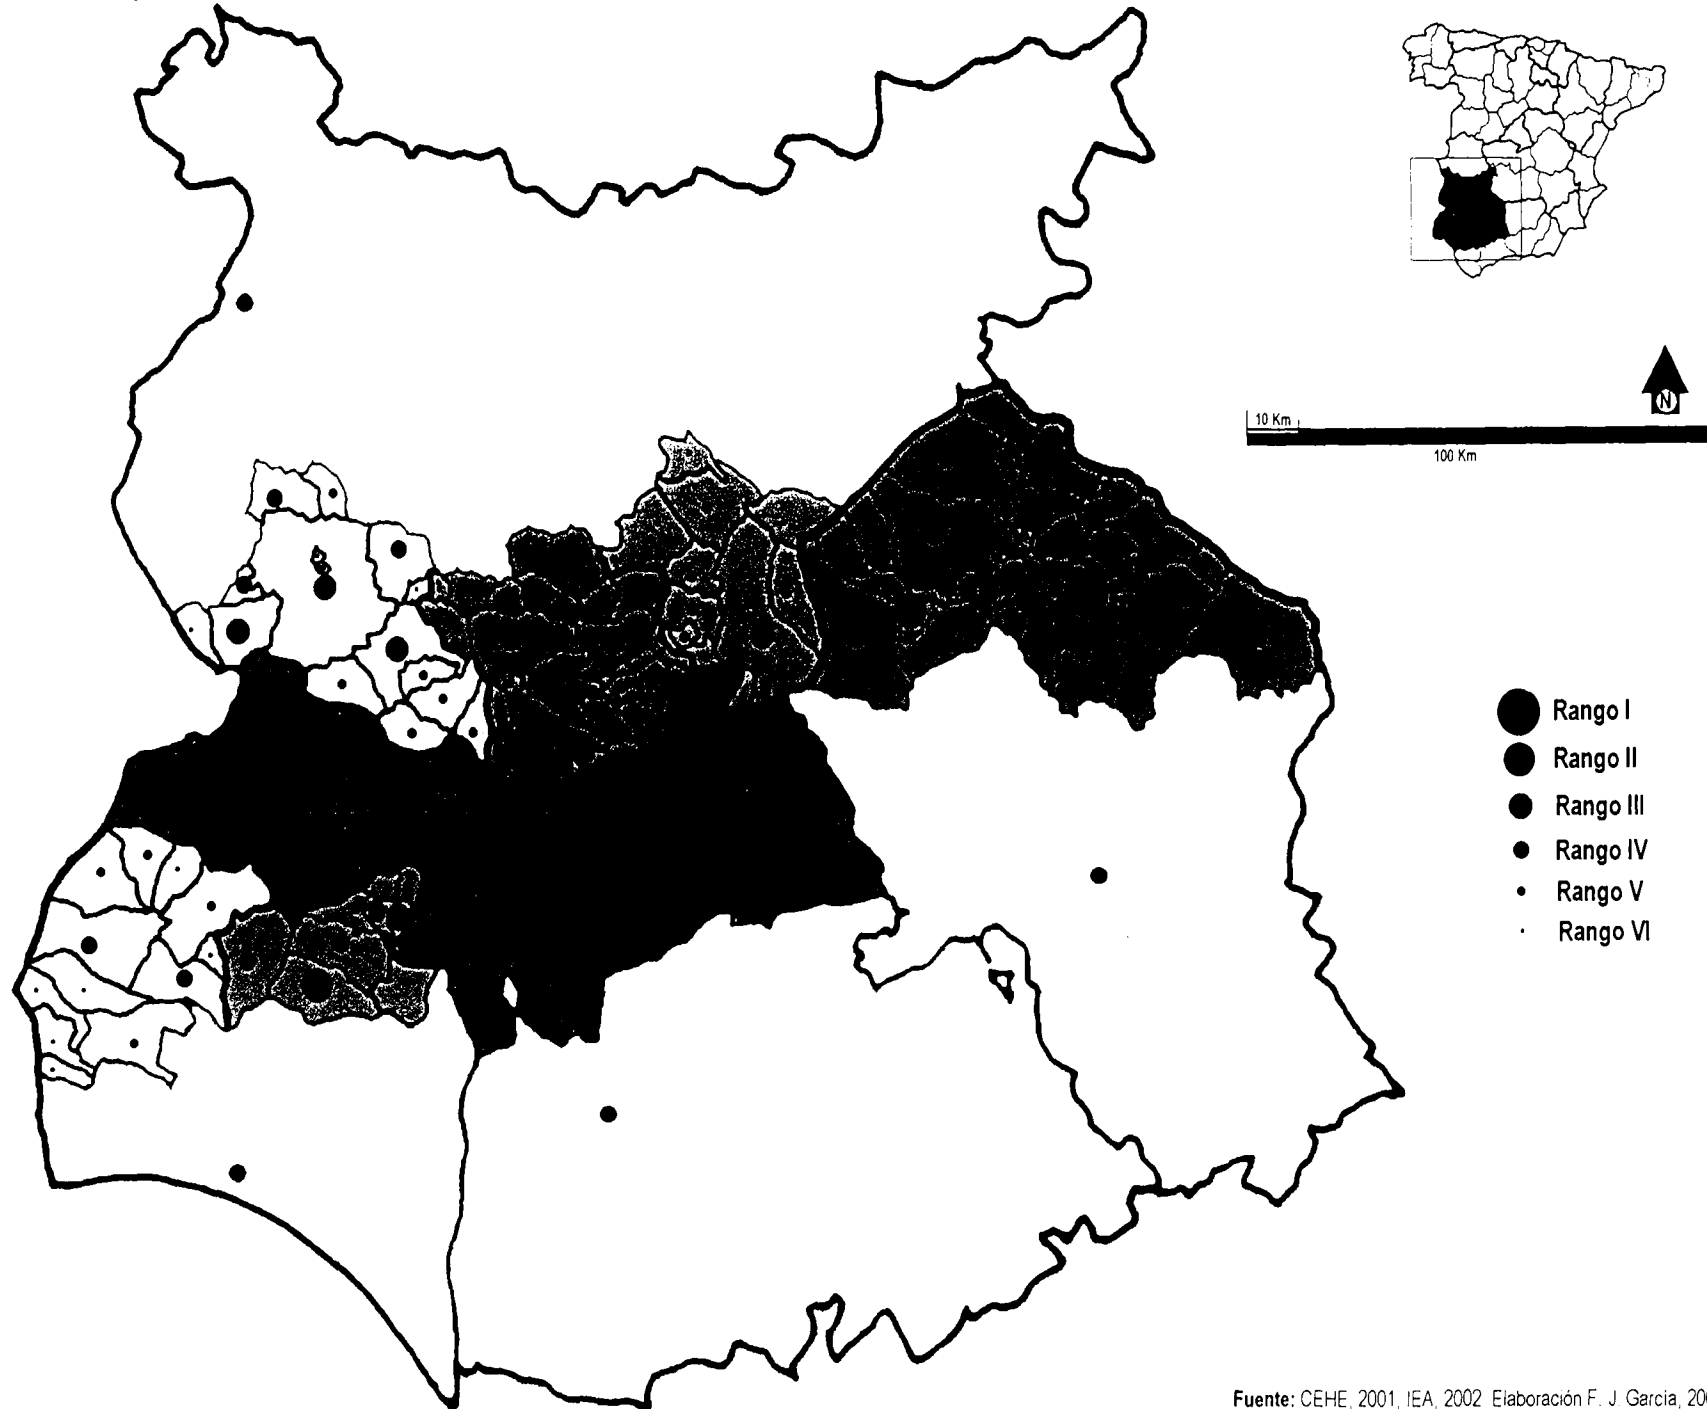 N
10 Km
100 Km
Rango I
Rango II
Rango III
Rango IV
Rango V
Rango VI
Fuente: CEHE, 2001, IEA, 2002 Elaboración F. J. García,